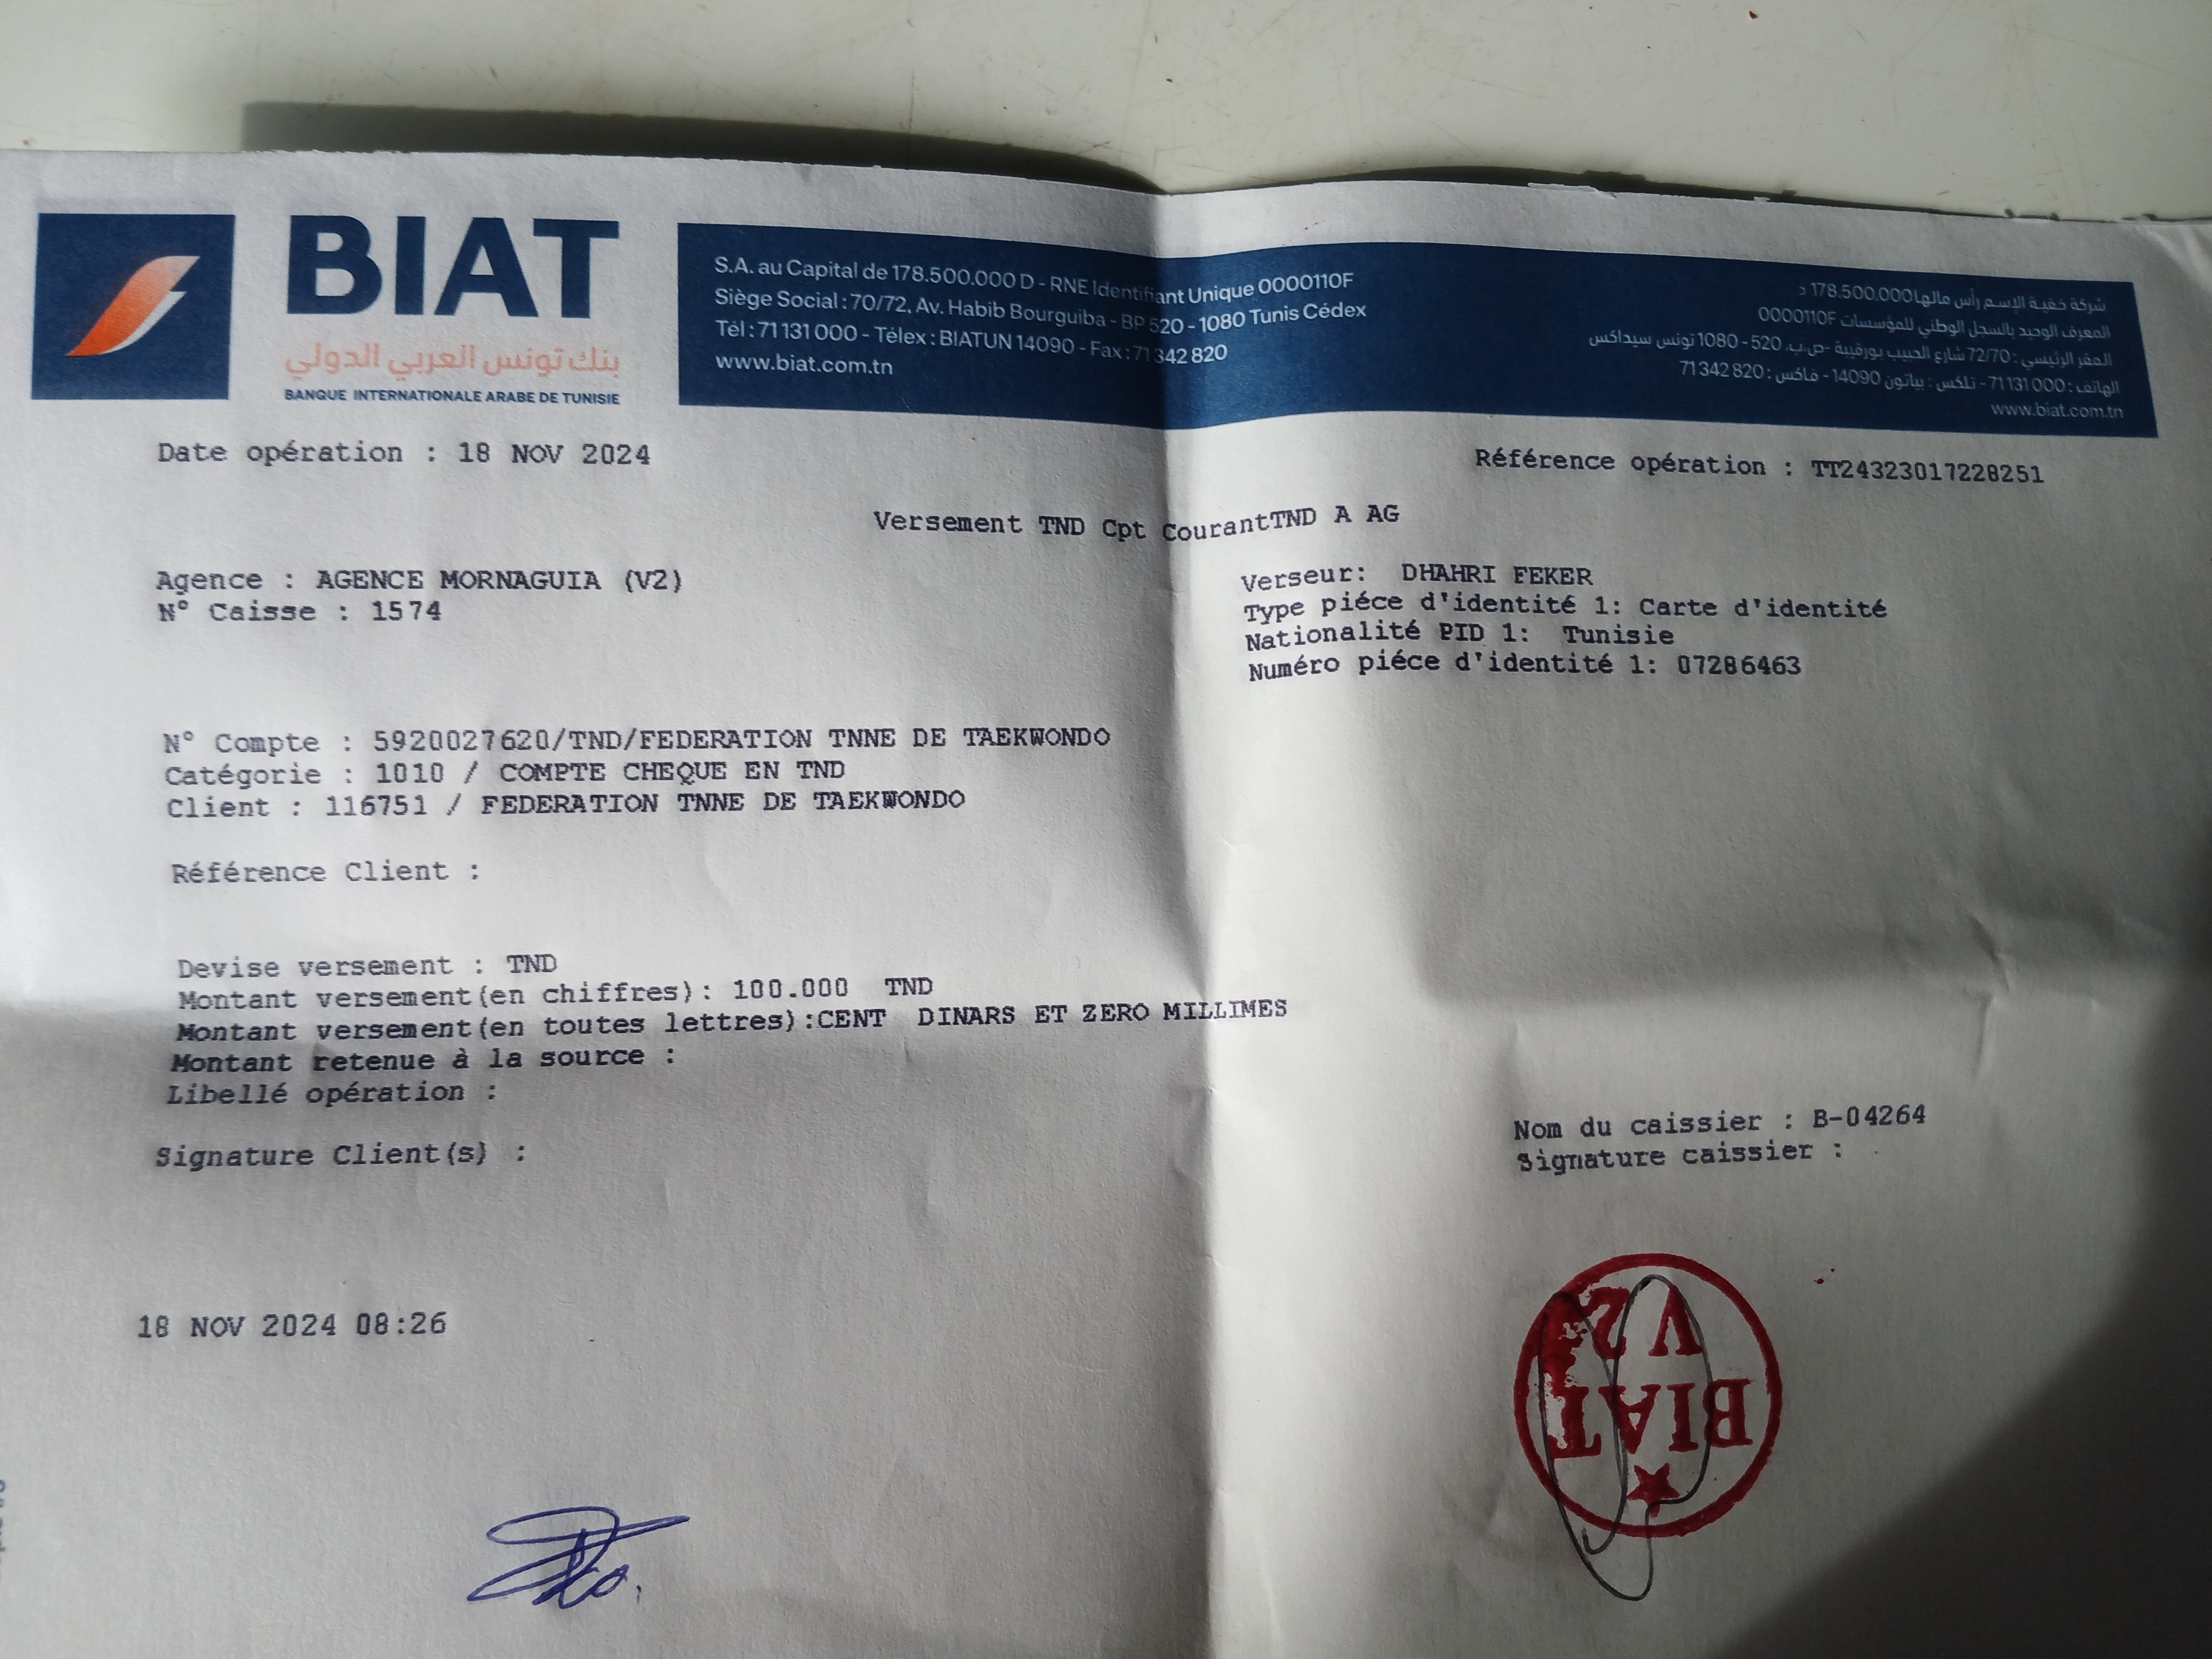 BIAT
بنك تونس العربي الدولي
BANQUE INTERNATIONALE ARABE DE TUNISIE
S.A. au Capital de 178.500.000 D - RNE Identifiant Unique 0000110F
Siège Social : 70/72, Av. Habib Bourguiba - BP 520 - 1080 Tunis Cédex
Tél : 71 131 000 - Télex : BIATUN 14090 - Fax : 71 342 820
www.biat.com.tn
شركة خفية الإسم رأس مالها 178.500.000 د
المعرف الوحيد بالسجل الوطني للمؤسسات 0000110F
المقر الرئيسي : 72/70 شارع الحبيب بورقيبة -ص.ب. 520 - 1080 تونس سيداكس
الهاتف : 71 131 000 - تلكس : بياتون 14090 - فاكس : 71 342 820
www.biat.com.tn
Date opération : 18 NOV 2024
Référence opération : TT24323017228251
Versement TND Cpt CourantTND A AG
Agence : AGENCE MORNAGUIA (V2)
N° Caisse : 1574
Verseur: DHAHRI FEKER
Type piéce d'identité 1: Carte d'identité
Nationalité PID 1: Tunisie
Numéro piéce d'identité 1: 07286463
N° Compte : 5920027620/TND/FEDERATION TNNE DE TAEKWONDO
Catégorie : 1010 / COMPTE CHEQUE EN TND
Client : 116751 / FEDERATION TNNE DE TAEKWONDO
Référence Client :
Devise versement : TND
Montant versement(en chiffres): 100.000 TND
Montant versement(en toutes lettres):CENT DINARS ET ZERO MILLIMES
Montant retenue à la source :
Libellé opération :
Signature Client(s) :
Nom du caissier : B-04264
Signature caissier :
18 NOV 2024 08:26
BIAT
V2